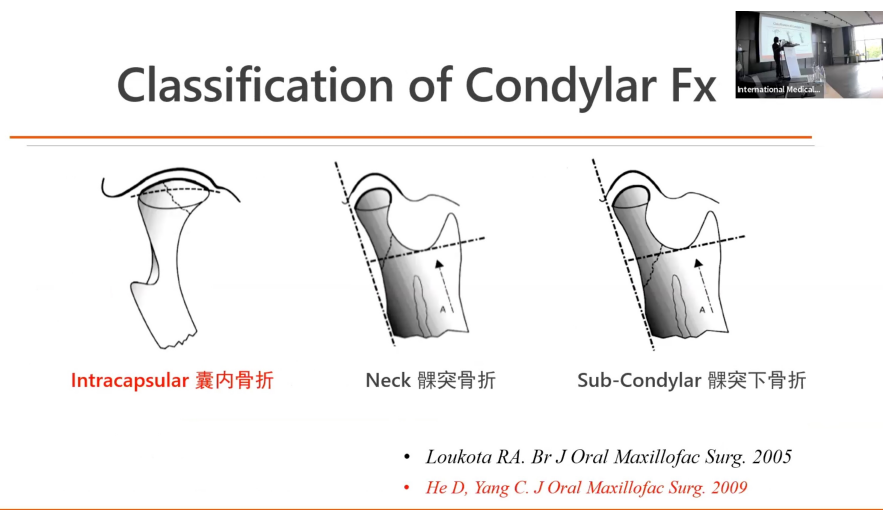 Classification of Condylar Fx
International Medical...
A
A
Intracapsular 囊内骨折
Neck 髁突骨折
Sub-Condylar 髁突下骨折
• Loukota RA. Br J Oral Maxillofac Surg. 2005
• He D, Yang C. J Oral Maxillofac Surg. 2009